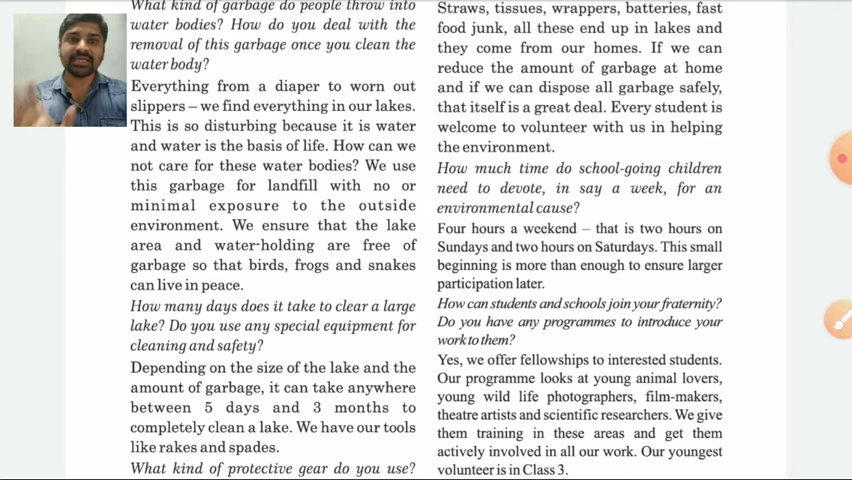 What kind of garbage do people throw into
water bodies? How do you deal with the
removal of this garbage once you clean the
water body?
Everything from a diaper to worn out
slippers – we find everything in our lakes.
This is so disturbing because it is water
and water is the basis of life. How can we
not care for these water bodies? We use
this garbage for landfill with no or
minimal exposure to the outside
environment. We ensure that the lake
area and water-holding are free of
garbage so that birds, frogs and snakes
can live in peace.
How many days does it take to clear a large
lake? Do you use any special equipment for
cleaning and safety?
Depending on the size of the lake and the
amount of garbage, it can take anywhere
between 5 days and 3 months to
completely clean a lake. We have our tools
like rakes and spades.
What kind of protective gear do you use?
Straws, tissues, wrappers, batteries, fast
food junk, all these end up in lakes and
they come from our homes. If we can
reduce the amount of garbage at home
and if we can dispose all garbage safely,
that itself is a great deal. Every student is
welcome to volunteer with us in helping
the environment.
How much time do school-going children
need to devote, in say a week, for an
environmental cause?
Four hours a weekend – that is two hours on
Sundays and two hours on Saturdays. This small
beginning is more than enough to ensure larger
participation later.
How can students and schools join your fraternity?
Do you have any programmes to introduce your
work to them?
Yes, we offer fellowships to interested students.
Our programme looks at young animal lovers,
young wild life photographers, film-makers,
theatre artists and scientific researchers. We give
them training in these areas and get them
actively involved in all our work. Our youngest
volunteer is in Class 3.